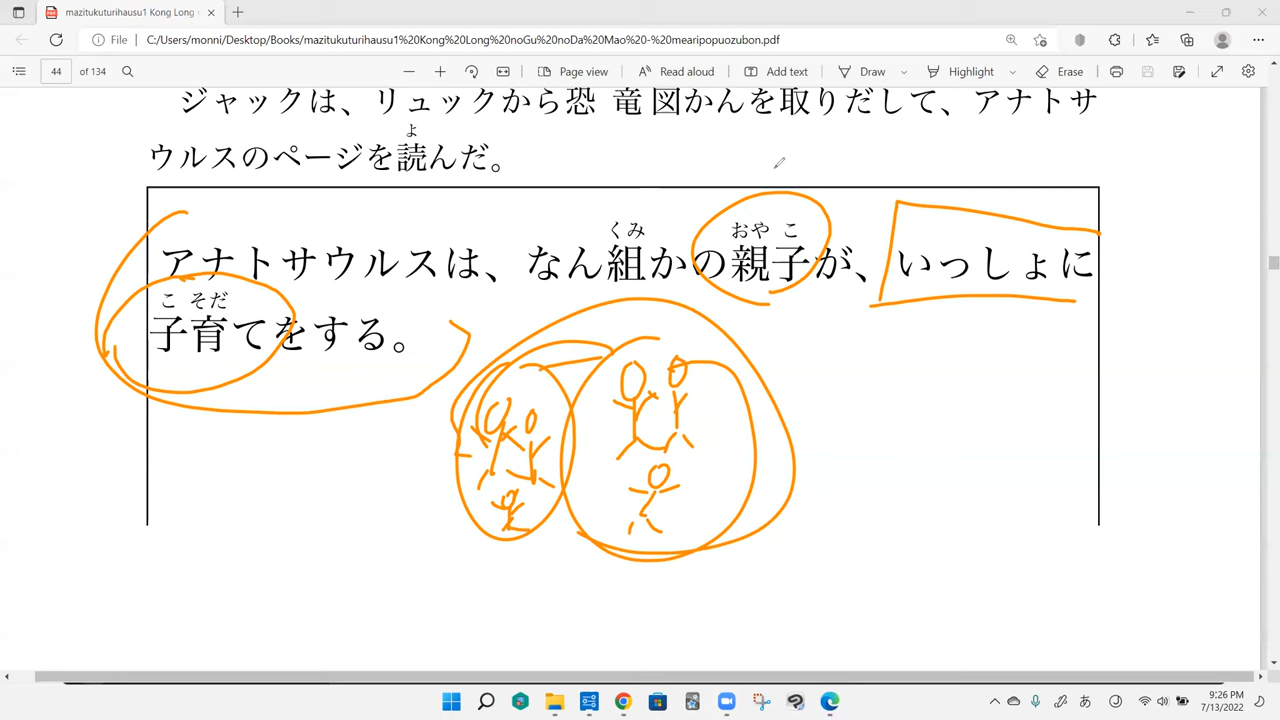 mazitukuturihausu1 Kong Long
File
C:/Users/monni/Desktop/Books/mazitukuturihausu1%20Kong%20Long%20noGu%20noDa%20Mao%20-%20mearipopuozubon.pdf
44 of 134
Page view
Read aloud
Add text
Draw
Highlight
Erase
ジャックは、リュックから恐竜図かんを取りだして、アナトサ
よ
ウルスのページを読んだ。
くみ おや こ
アナトサウルスは、なん組かの親子が、いっしょに
こ そだ
子育てをする。
9:26 PM
7/13/2022